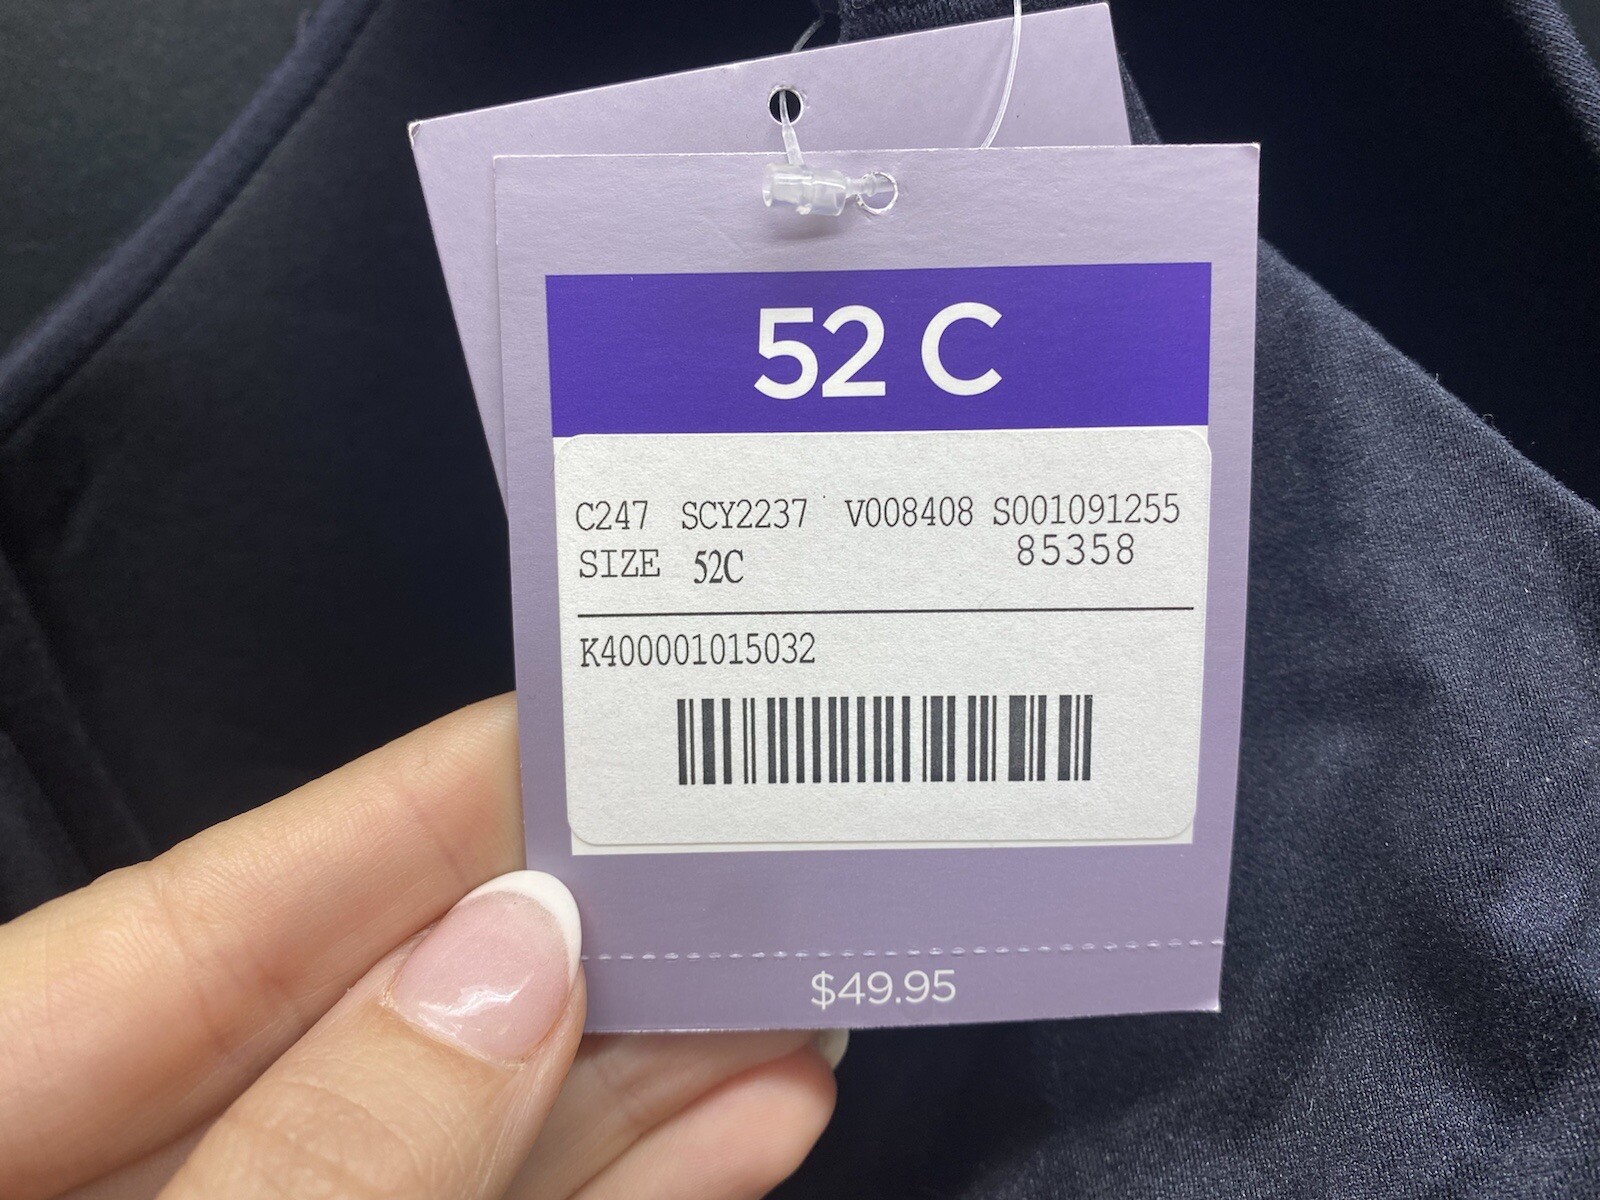 52 C
C247 SCY2237 V008408 S001091255
SIZE 52C 85358
K400001015032
$49.95